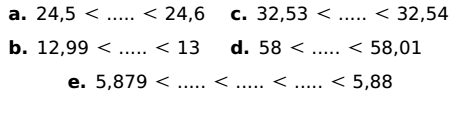 a. 24,5 < ..... < 24,6 c. 32,53 < ..... < 32,54
b. 12,99 < ..... < 13 d. 58 < ..... < 58,01
e. 5,879 < ..... < ..... < ..... < 5,88